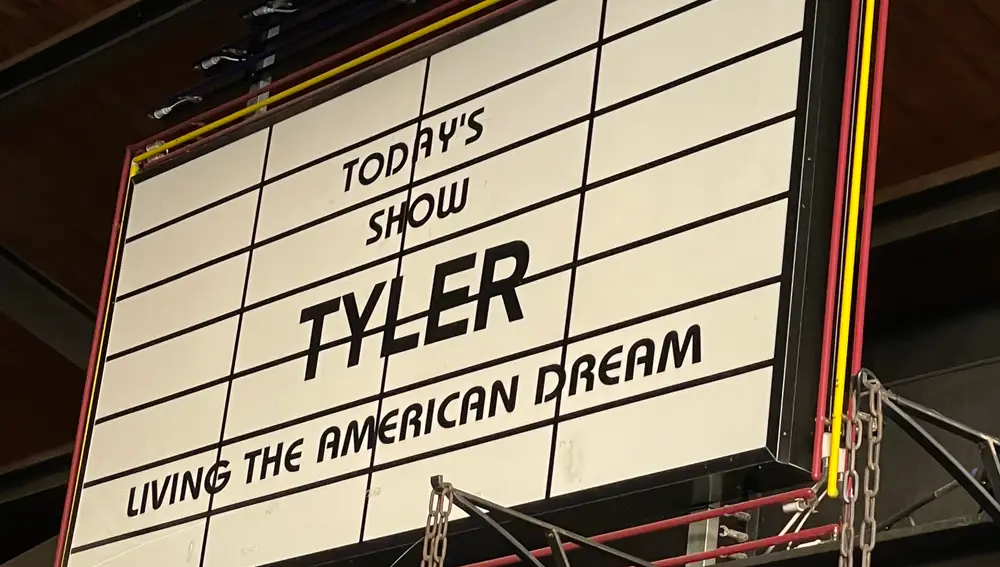 TODAY'S
SHOW
TYLER
LIVING THE AMERICAN DREAM